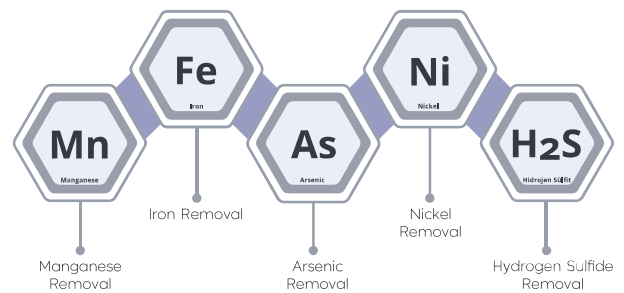 Mn
Manganese
Manganese
Removal
Fe
Iron
Iron Removal
As
Arsenic
Arsenic
Removal
Ni
Nickel
Nickel
Removal
H2S
Hidrojen Sülfit
Hydrogen Sulfide
Removal